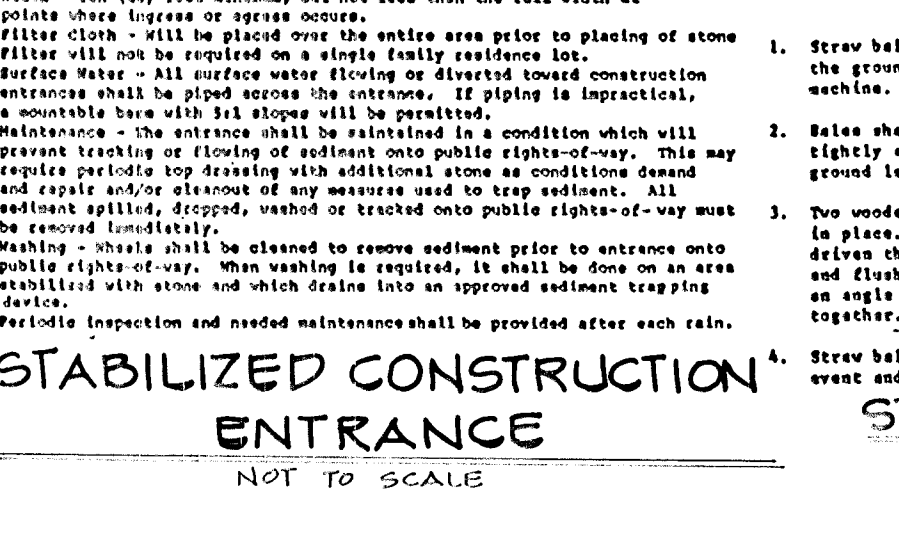 points where ingress or egress occurs.
Filter Cloth - Will be placed over the entire area prior to placing of stone
Filter will not be required on a single family residence lot.
Surface Water - All surface water flowing or diverted toward construction
entrances shall be piped across the entrance. If piping is impractical,
a mountable berm with 5:1 slopes will be permitted.
Maintenance - The entrance shall be maintained in a condition which will
prevent tracking or flowing of sediment onto public rights-of-way. This may
require periodic top dressing with additional stone as conditions demand
and repair and/or cleanout of any measures used to trap sediment. All
sediment spilled, dropped, washed or tracked onto public rights-of-way must
be removed immediately.
Washing - Wheels shall be cleaned to remove sediment prior to entrance onto
public rights-of-way. When washing is required, it shall be done on an area
stabilized with stone and which drains into an approved sediment trapping
device.
Periodic inspection and needed maintenance shall be provided after each rain.
STABILIZED CONSTRUCTION
ENTRANCE
NOT TO SCALE
1. Straw bal
the groun
machine.
2. Bales sha
tightly
ground le
3. Two woode
in place.
driven th
and flush
an angle
together.
4. Straw bal
event and
ST